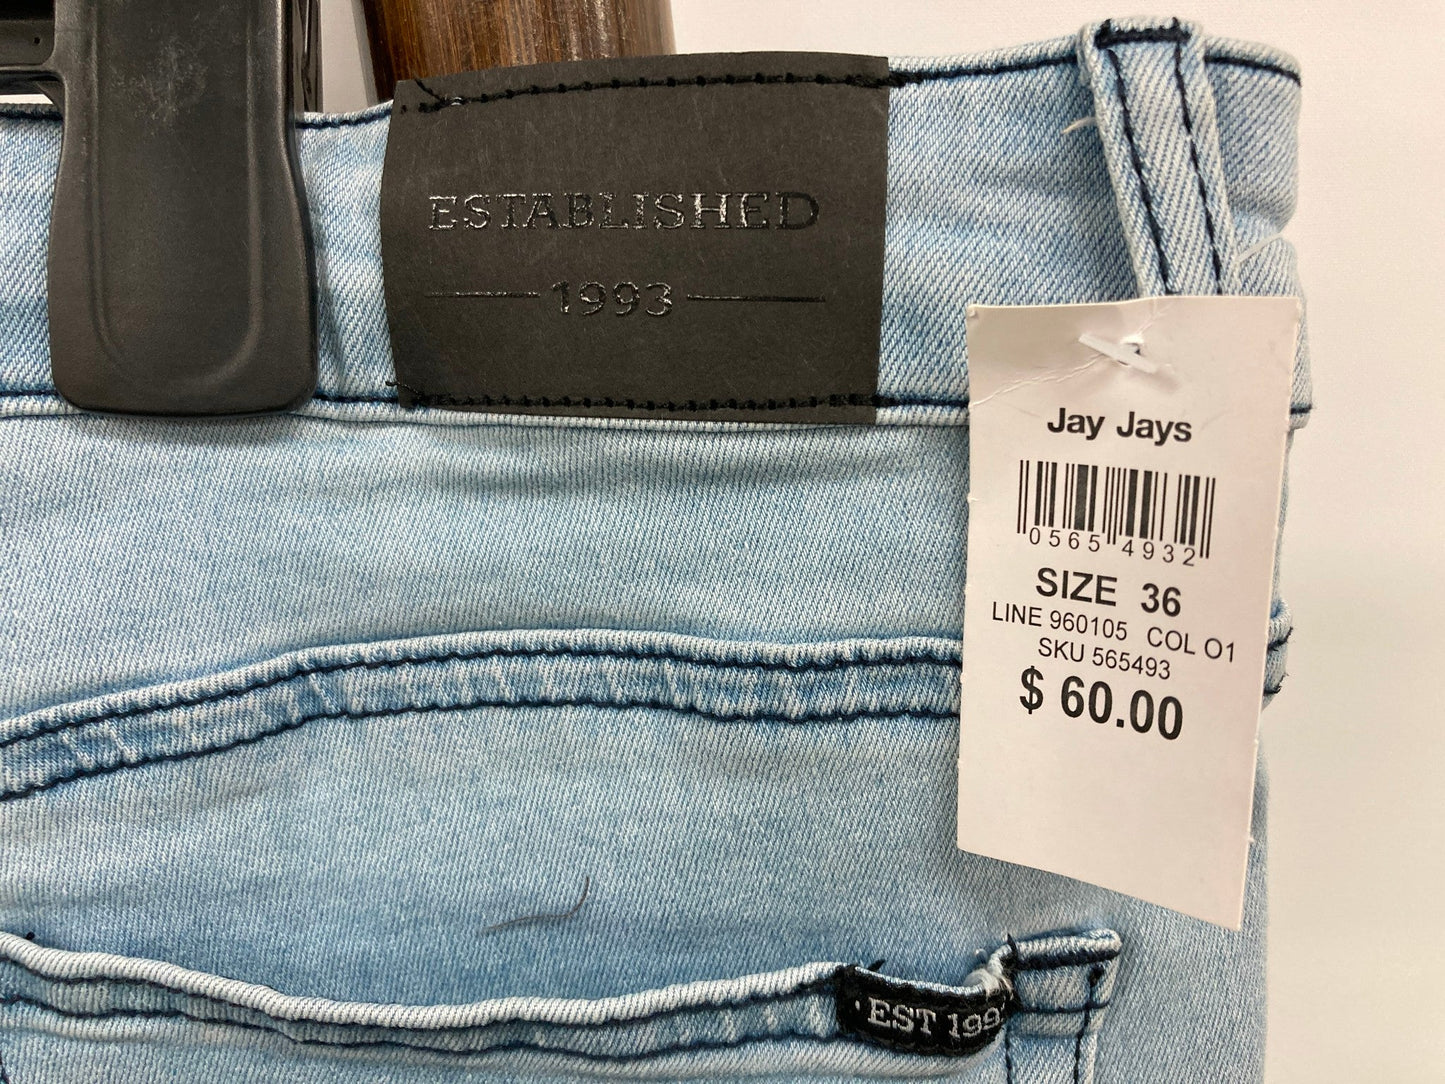 ESTABLISHED
1993
Jay Jays
0565 4932
SIZE 36
LINE 960105 COL O1
SKU 565493
$ 60.00
EST 199